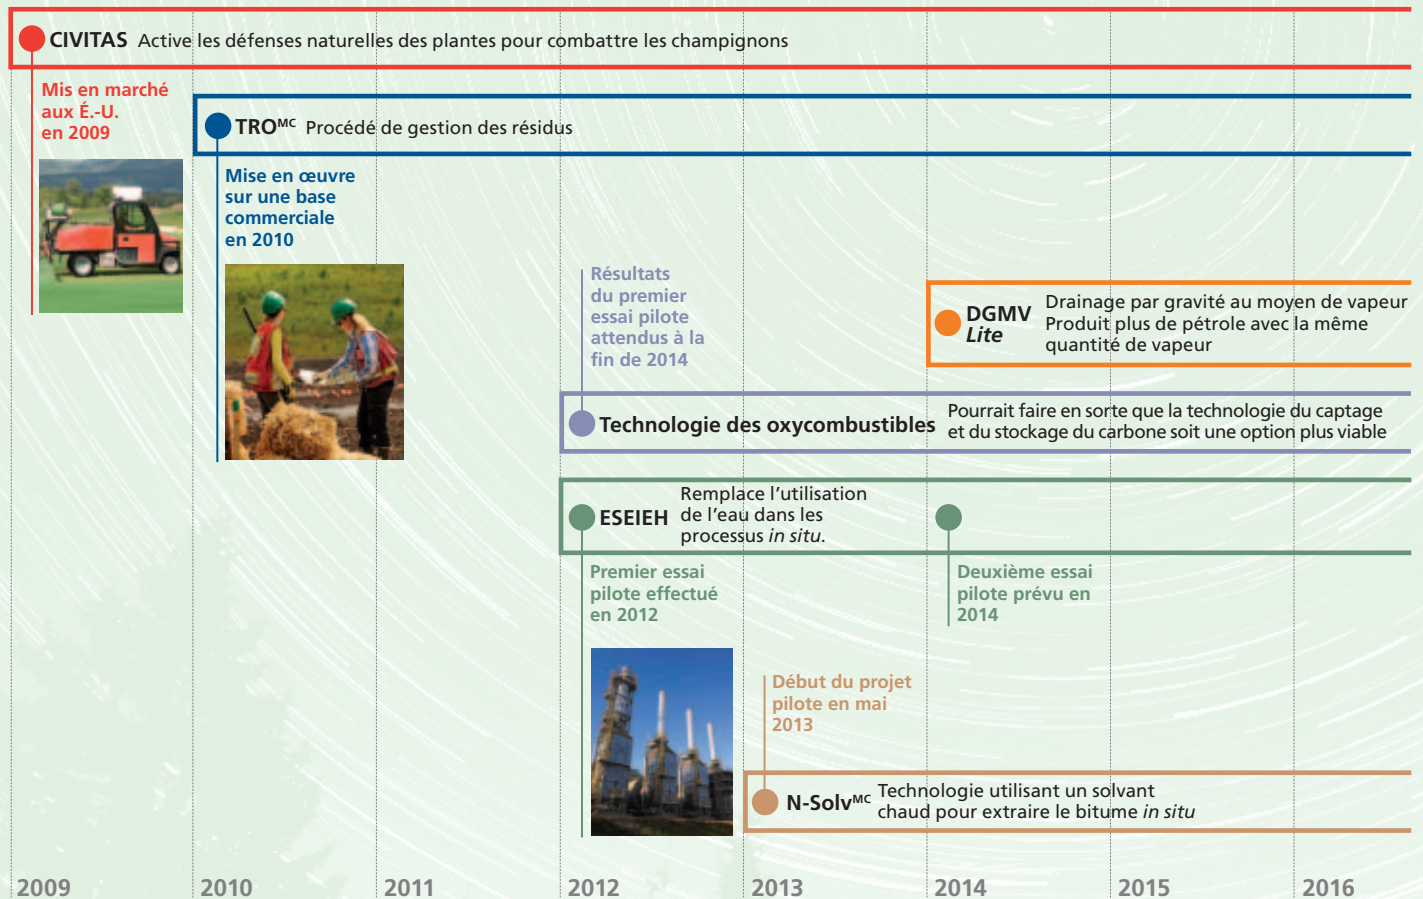 CIVITAS Active les défenses naturelles des plantes pour combattre les champignons
Mis en marché
aux É.-U.
en 2009
TROᴹᶜ Procédé de gestion des résidus
Mise en œuvre
sur une base
commerciale
en 2010
Résultats
du premier
essai pilote
attendus à la
fin de 2014
DGMV
Lite
Drainage par gravité au moyen de vapeur
Produit plus de pétrole avec la même
quantité de vapeur
Technologie des oxycombustibles
Pourrait faire en sorte que la technologie du captage
et du stockage du carbone soit une option plus viable
ESEIEH
Remplace l’utilisation
de l’eau dans les
processus in situ.
Premier essai
pilote effectué
en 2012
Deuxième essai
pilote prévu en
2014
Début du projet
pilote en mai
2013
N-Solvᴹᶜ
Technologie utilisant un solvant
chaud pour extraire le bitume in situ
2009 2010 2011 2012 2013 2014 2015 2016